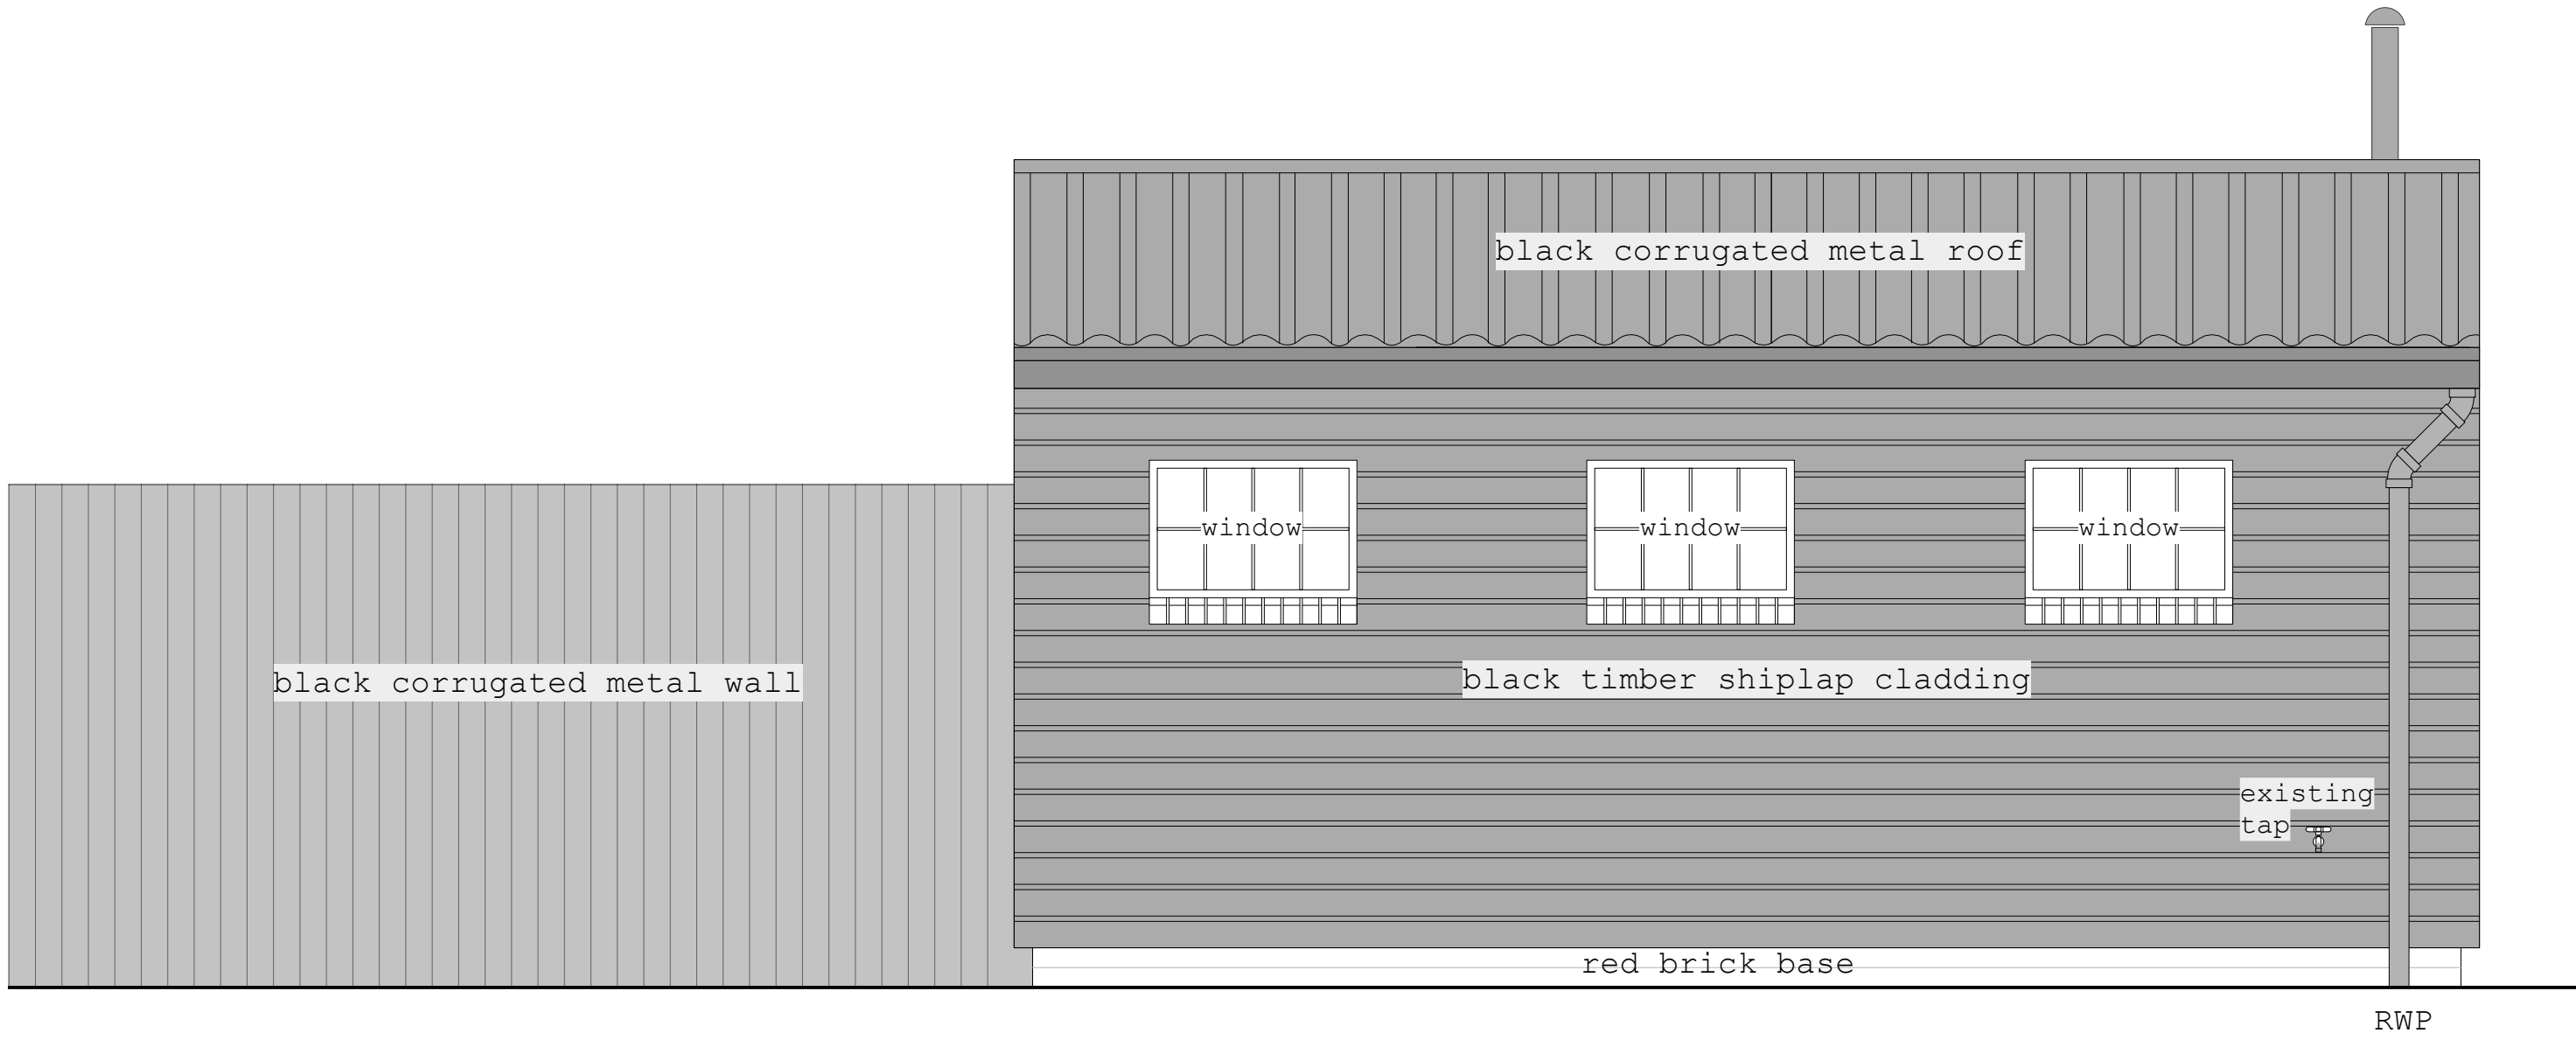 black corrugated metal roof
window
window
window
black corrugated metal wall
black timber shiplap cladding
existing
tap
red brick base
RWP